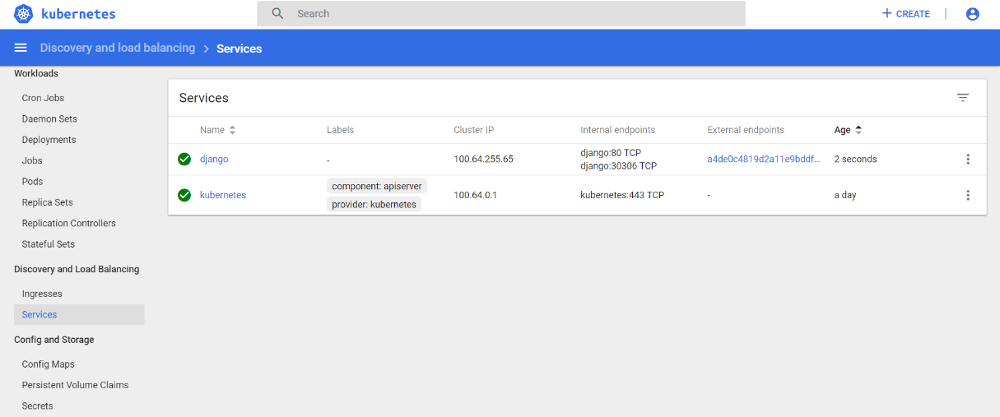 kubernetes
Search
CREATE
Discovery and load balancing
Services
Workloads
Cron Jobs
Daemon Sets
Deployments
Jobs
Pods
Replica Sets
Replication Controllers
Stateful Sets
Discovery and Load Balancing
Ingresses
Services
Config and Storage
Config Maps
Persistent Volume Claims
Secrets
Services
Name Labels Cluster IP Internal endpoints External endpoints Age
django - 100.64.255.65 django:80 TCP a4de0c4819d2a11e9bddf... 2 seconds
django:30306 TCP
component: apiserver
kubernetes 100.64.0.1 kubernetes:443 TCP - a day
provider: kubernetes